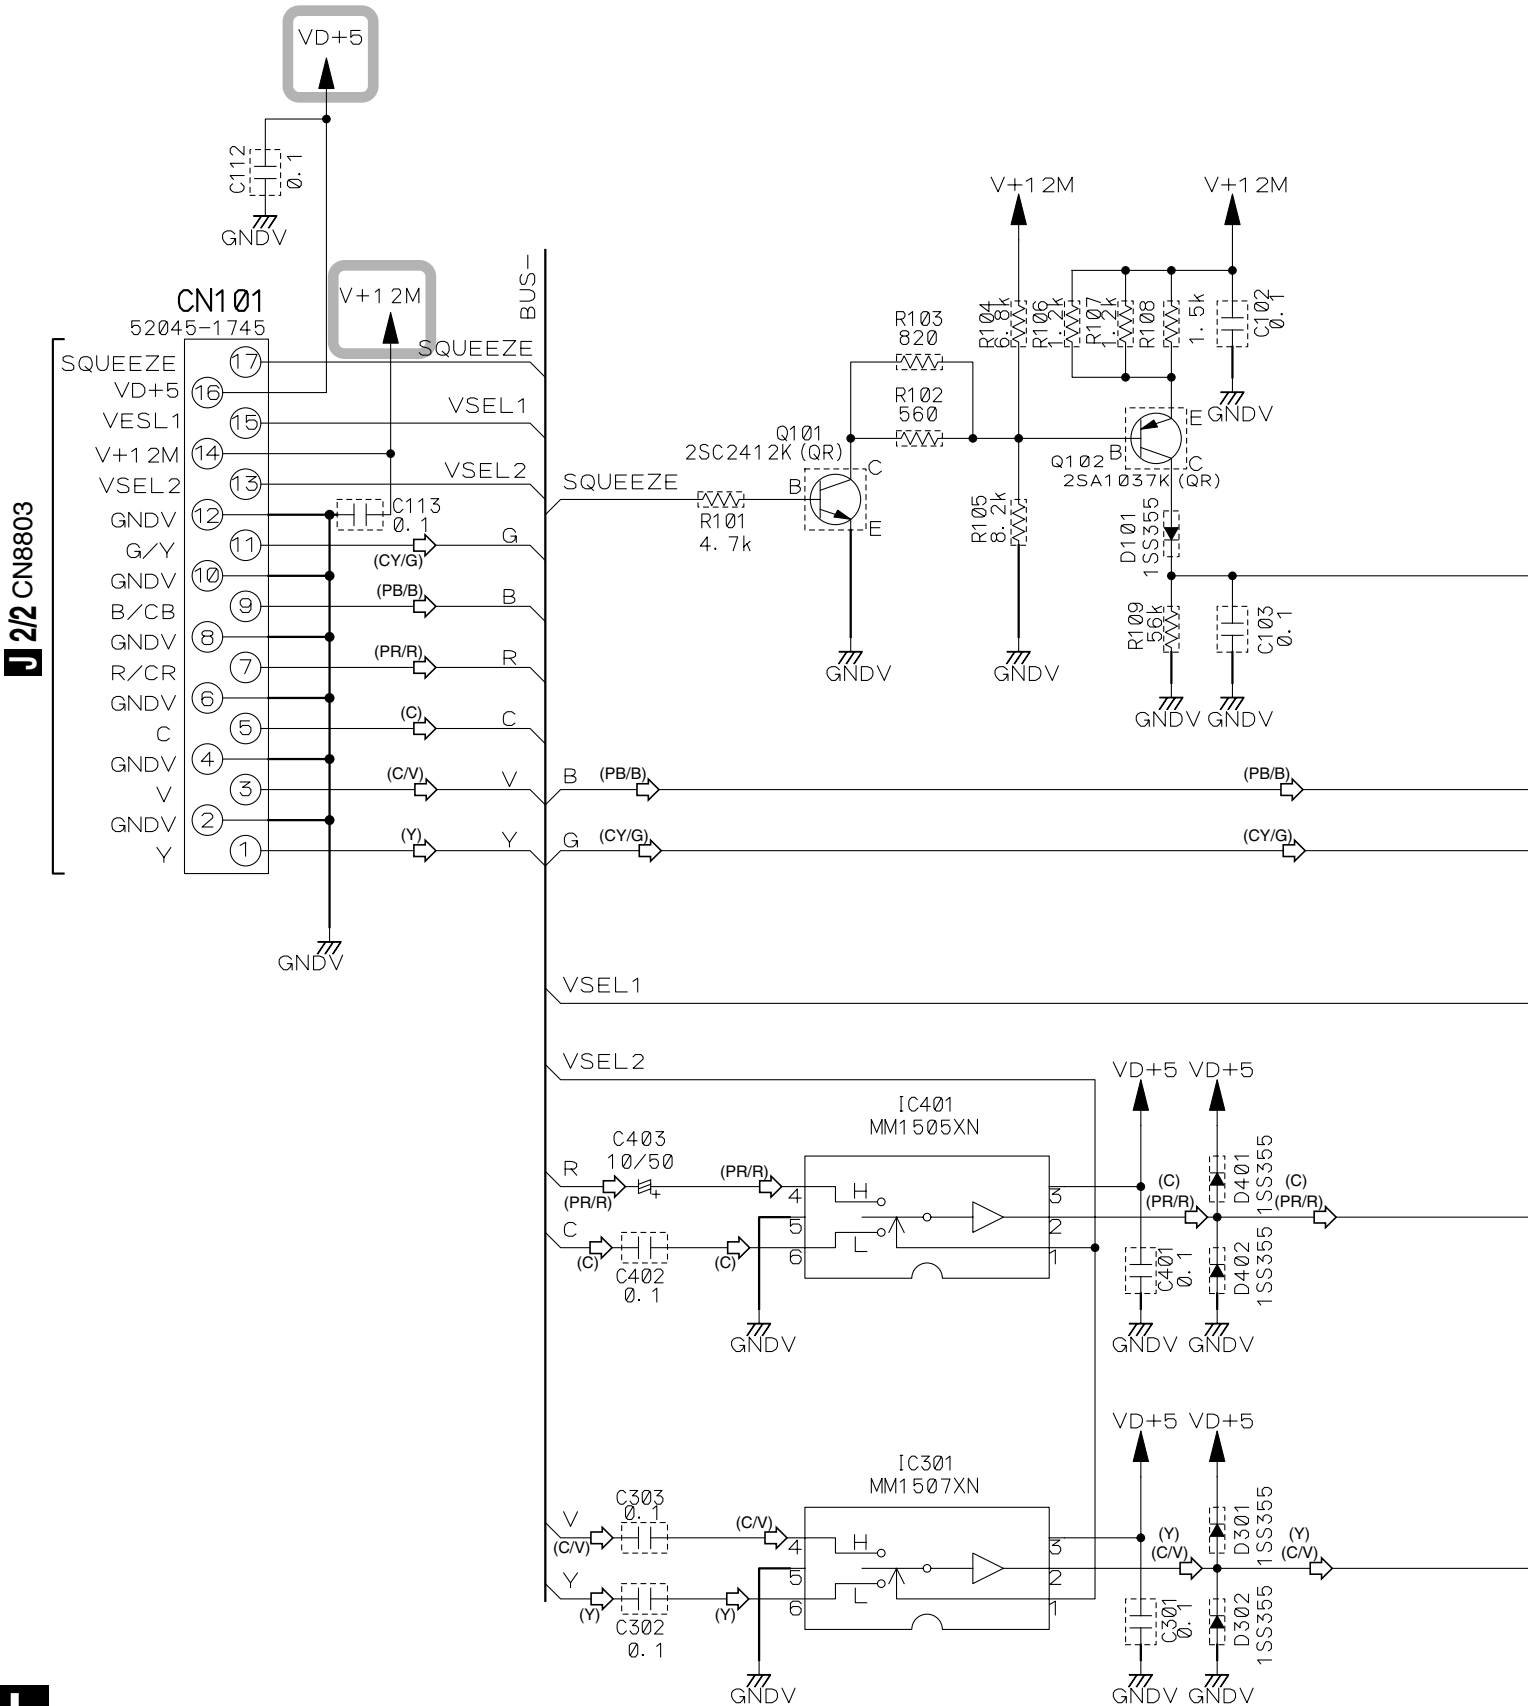 VD+5
C112
0.1
GNDV
V+12M
BUS-
CN101
52045-1745
SQUEEZE 17 SQUEEZE
VD+5 16
VESL1 15 VSEL1
V+12M 14
VSEL2 13 VSEL2
GNDV 12 C113
0.1
G/Y 11 (CY/G) G
GNDV 10
B/CB 9 (PB/B) B
GNDV 8
R/CR 7 (PR/R) R
GNDV 6
C 5 (C) C
GNDV 4
V 3 (C/V) V
GNDV 2
Y 1 (Y) Y
GNDV
J 2/2 CN8803
SQUEEZE
R101
4.7k
Q101
2SC2412K(QR)
B
C
E
GNDV
R103
820
R102
560
V+12M
R104
6.8k
R105
8.2k
GNDV
V+12M
R106
1.2k
R107
1.2k
R108
1.5k
C102
0.1
GNDV
Q102
2SA1037K(QR)
B
E
C
D101
1SS355
R109
56k
C103
0.1
GNDV GNDV
B (PB/B) (PB/B)
G (CY/G) (CY/G)
VSEL1
VSEL2
IC401
MM1505XN
C403
10/50
+
R (PR/R) (PR/R)
C (C) (C)
C402
0.1
4
5
6
H
L
3
2
1
GNDV
VD+5 VD+5
C401
0.1
(C)
(PR/R)
D401
1SS355
D402
1SS355
(C)
(PR/R)
GNDV GNDV
IC301
MM1507XN
C303
0.1
V (C/V) (C/V)
Y (Y) (Y)
C302
0.1
4
5
6
H
L
3
2
1
GNDV
VD+5 VD+5
C301
0.1
(Y)
(C/V)
D301
1SS355
D302
1SS355
(Y)
(C/V)
GNDV GNDV